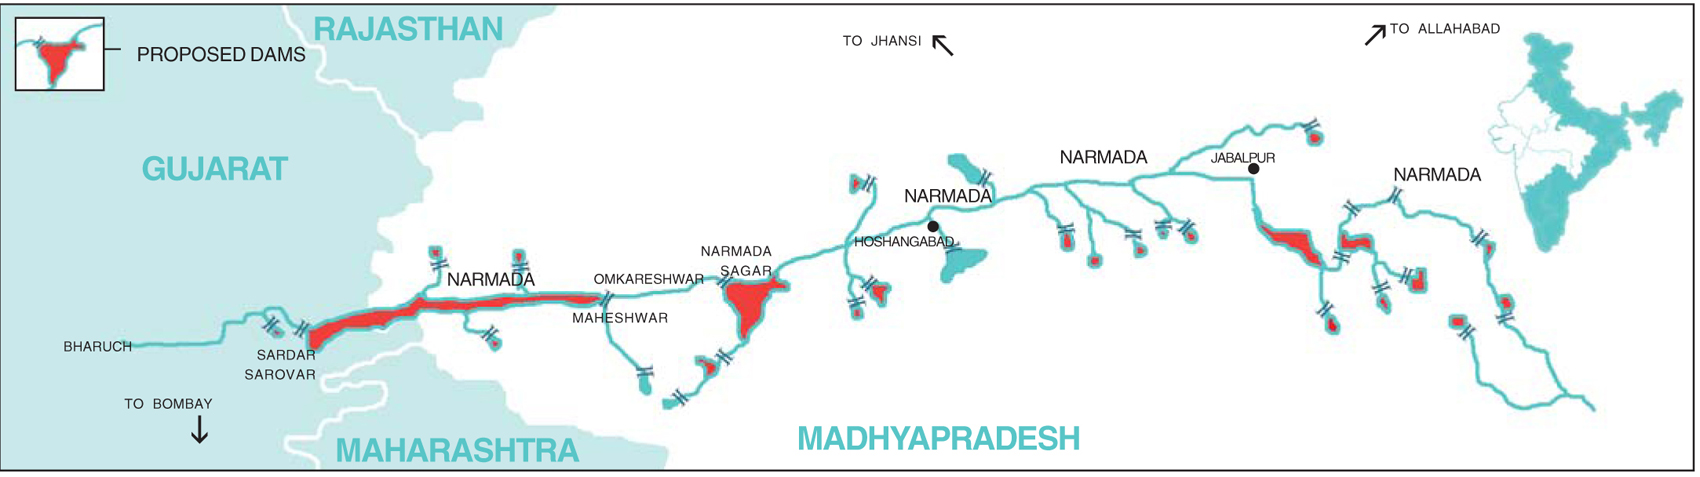 RAJASTHAN
TO JHANSI
TO ALLAHABAD
PROPOSED DAMS
GUJARAT
NARMADA
JABALPUR
NARMADA
NARMADA
HOSHANGABAD
NARMADA
SAGAR
OMKARESHWAR
NARMADA
MAHESHWAR
BHARUCH
SARDAR
SAROVAR
TO BOMBAY
MAHARASHTRA
MADHYAPRADESH